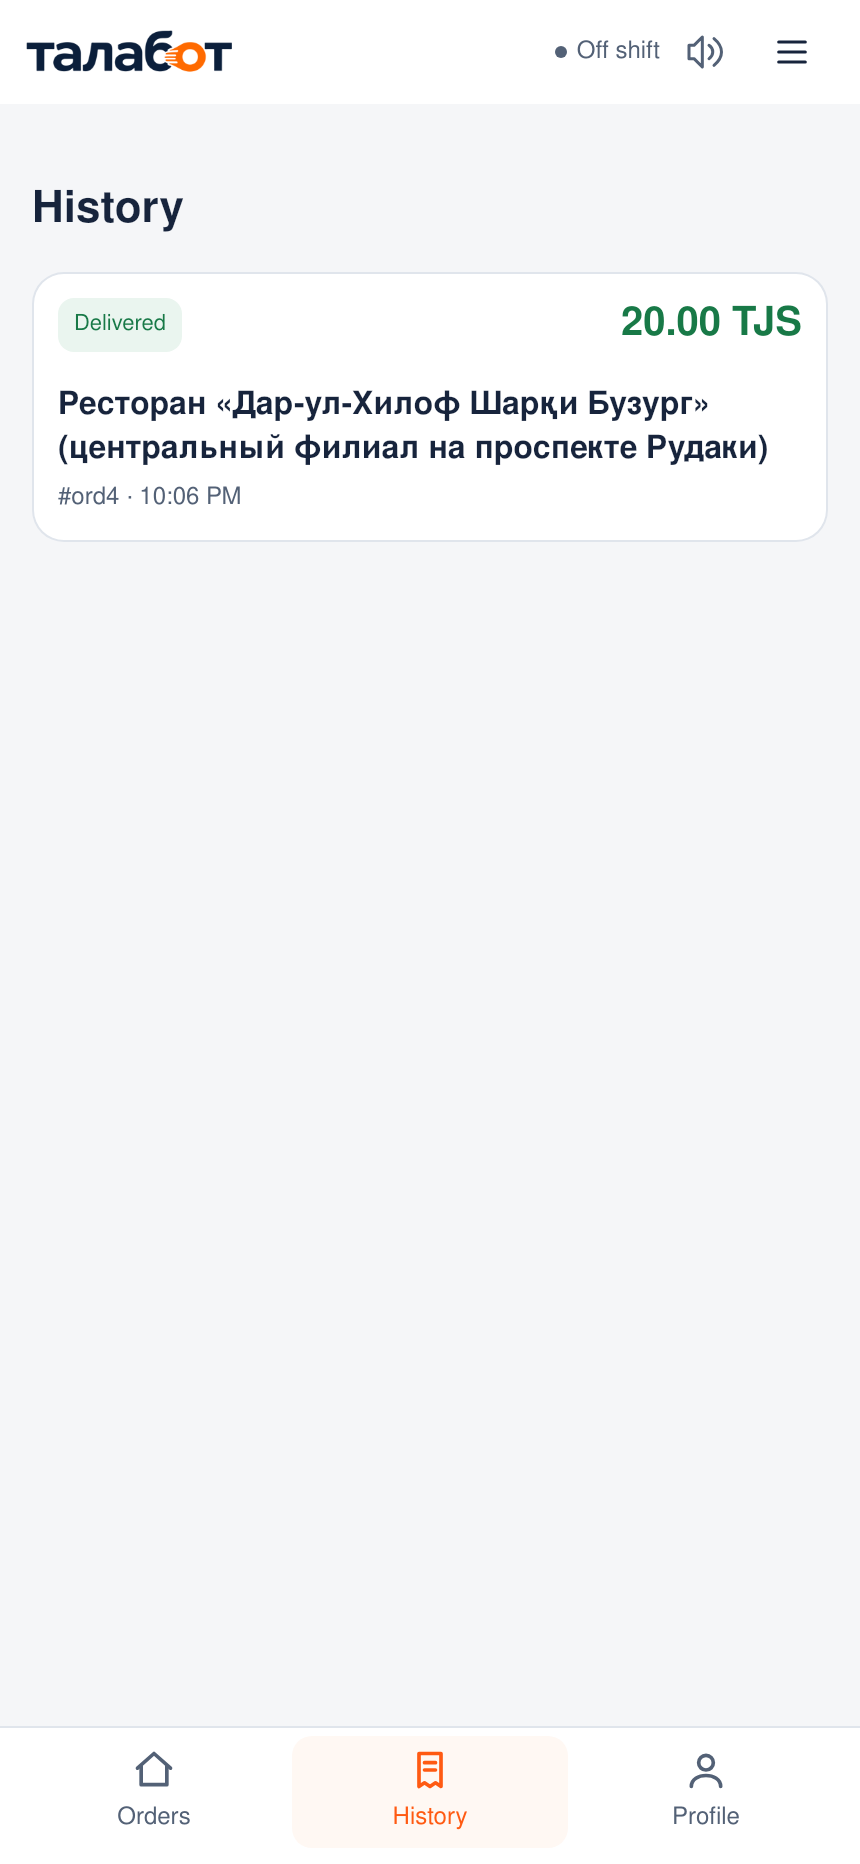 талабот
Off shift
History
Delivered
20.00 TJS
Ресторан «Дар-ул-Хилоф Шарқи Бузург»
(центральный филиал на проспекте Рудаки)
#ord4 · 10:06 PM
Orders
History
Profile